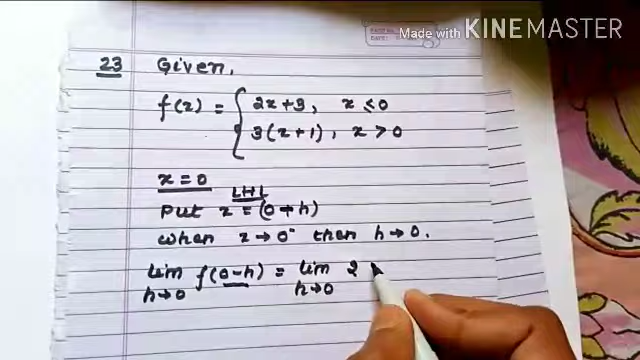 Made with KINEMASTER
23 Given,
f(x) = { 2x+3, x ≤ 0
3(x+1), x > 0
x = 0
LHL
Put x = (0-h)
when x → 0⁻ then h → 0.
lim f(0-h) = lim 2
h→0 h→0